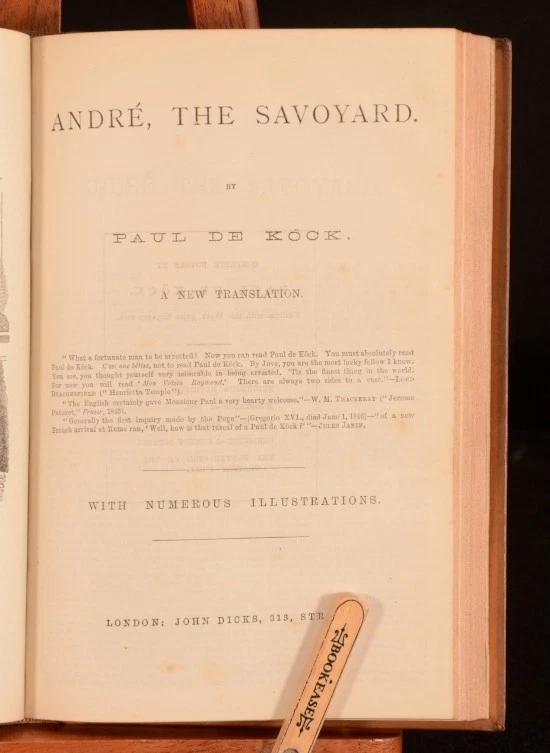 ANDRÉ, THE SAVOYARD.
BY
PAUL DE KÖCK.
A NEW TRANSLATION.
"What a fortunate man to be arrested! Now you can read Paul de Köck. You must absolutely read
Paul de Köck. C'est une bêtise, not to read Paul de Köck. By Jove, you are the most lucky fellow I know.
You see, you thought yourself very miserable in being arrested. 'Tis the finest thing in the world.
For now you will read 'Mon Voisin Raymond.' There are always two sides to a case."—LORD
BEACONSFIELD ("Henrietta Temple").
"The English certainly gave Monsieur Paul a very hearty welcome."—W. M. THACKERAY ("Jerome
Paturot," Fraser, 1843).
"Generally the first inquiry made by the Pope"—(Gregorio XVI., died June 1, 1846)—"of a new
French arrival at Rome ran, 'Well, how is that rascal of a Paul de Köck?'"—JULES JANIN.
WITH NUMEROUS ILLUSTRATIONS.
LONDON: JOHN DICKS, 313, STR
BOOKEASEL